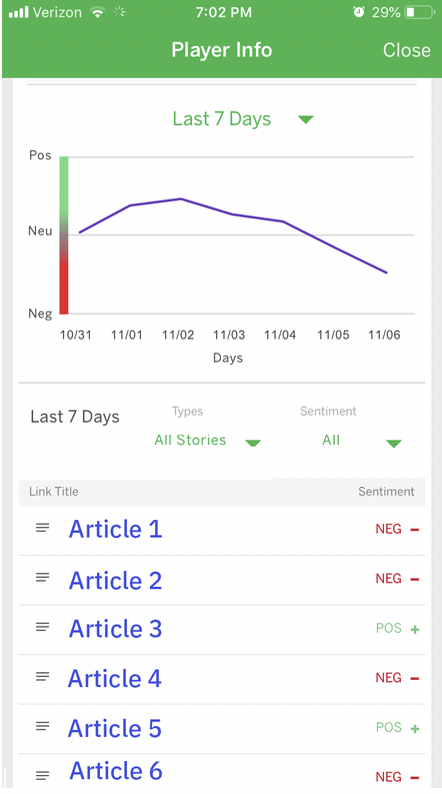 Verizon 7:02 PM 29%
Player Info Close
Last 7 Days
Pos
Neu
Neg
10/31 11/01 11/02 11/03 11/04 11/05 11/06
Days
Last 7 Days Types Sentiment
All Stories All
Link Title Sentiment
Article 1 NEG -
Article 2 NEG -
Article 3 POS +
Article 4 NEG -
Article 5 POS +
Article 6 NEG -